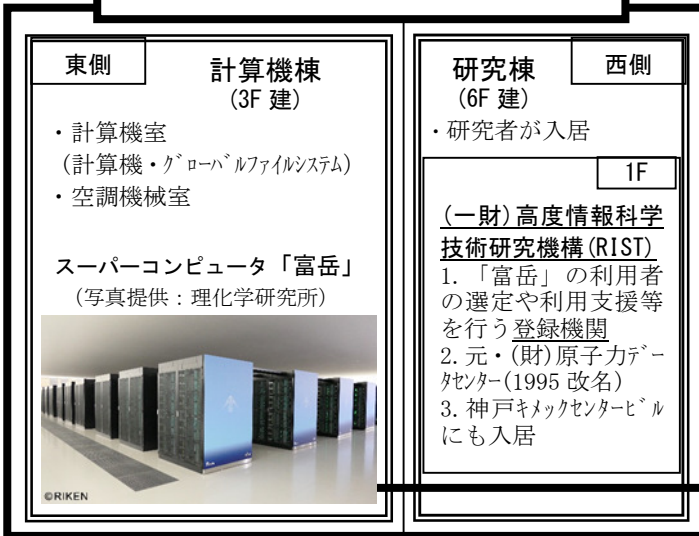 東側
計算機棟
(3F 建)
・計算機室
(計算機・ｸﾞﾛｰﾊﾞﾙﾌｧｲﾙｼｽﾃﾑ)
・空調機械室
スーパーコンピュータ「富岳」
(写真提供：理化学研究所)
©RIKEN
研究棟
西側
(6F 建)
・研究者が入居
1F
(一財)高度情報科学
技術研究機構(RIST)
1. 「富岳」の利用者
の選定や利用支援等
を行う登録機関
2. 元・(財)原子力ﾃﾞｰ
ﾀｾﾝﾀｰ(1995 改名)
3. 神戸ｷﾒｯｸｾﾝﾀｰﾋﾞﾙ
にも入居